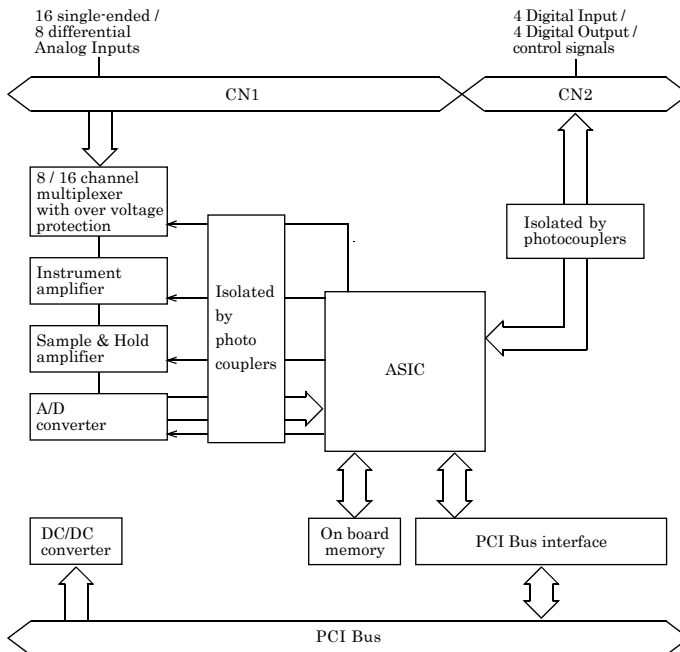 16 single-ended /
8 differential
Analog Inputs
4 Digital Input /
4 Digital Output /
control signals
CN1
CN2
8 / 16 channel
multiplexer
with over voltage
protection
Isolated by
photocouplers
Instrument
amplifier
Isolated
by
photo
couplers
Sample & Hold
amplifier
ASIC
A/D
converter
DC/DC
converter
On board
memory
PCI Bus interface
PCI Bus